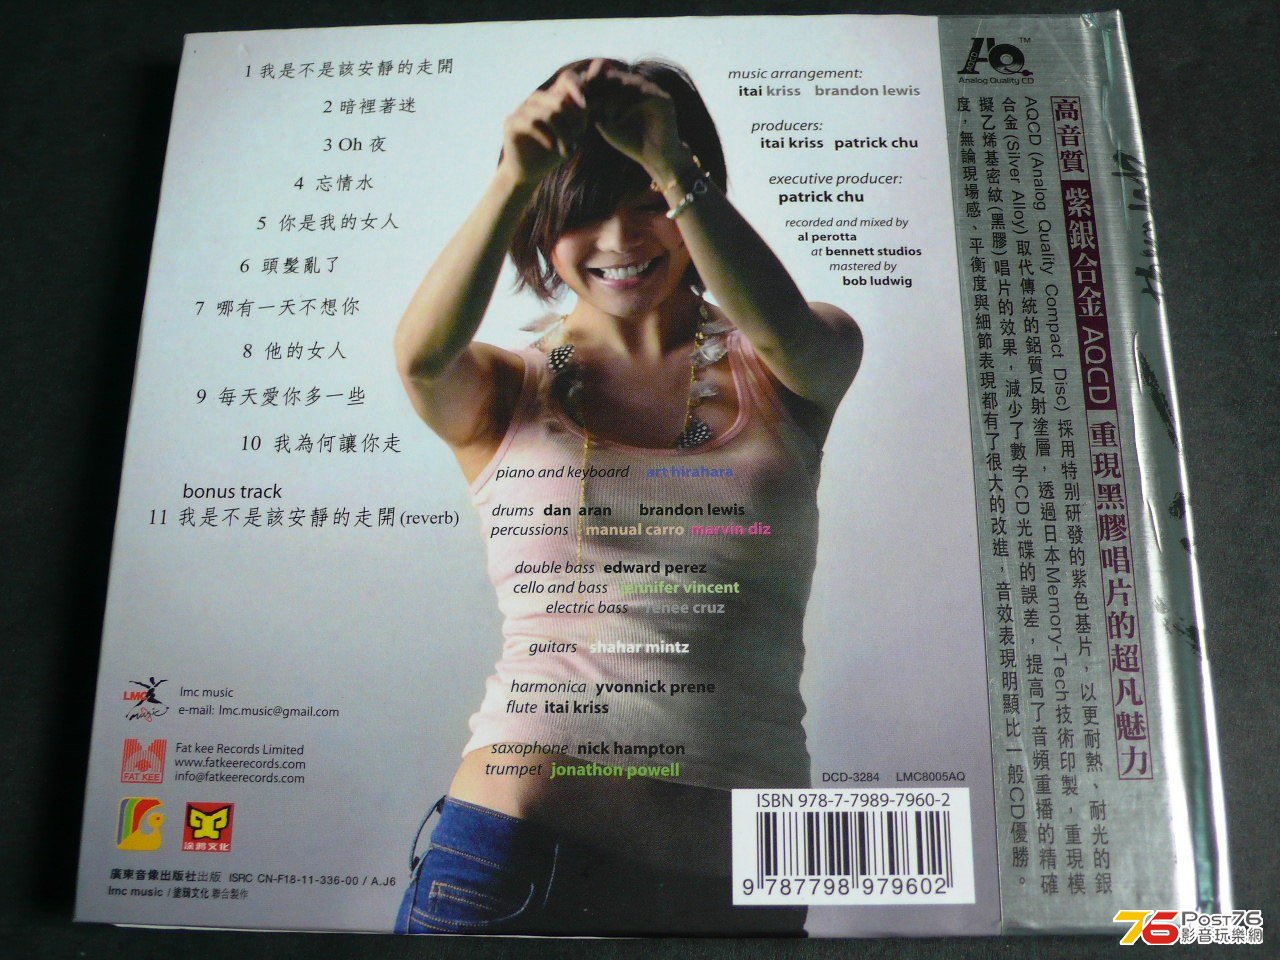 1 我是不是該安靜的走開
2 暗裡著迷
3 Oh 夜
4 忘情水
5 你是我的女人
6 頭髮亂了
7 哪有一天不想你
8 他的女人
9 每天愛你多一些
10 我為何讓你走
bonus track
11 我是不是該安靜的走開 (reverb)
music arrangement:
itai kriss brandon lewis
producers:
itai kriss patrick chu
executive producer:
patrick chu
recorded and mixed by
al perotta
at bennett studios
mastered by
bob ludwig
piano and keyboard art hirahara
drums dan aran brandon lewis
percussions manual carro marvin diz
double bass edward perez
cello and bass jennifer vincent
electric bass renee cruz
guitars shahar mintz
harmonica yvonnick prene
flute itai kriss
saxophone nick hampton
trumpet jonathon powell
LMC
music
lmc music
e-mail: lmc.music@gmail.com
FAT KEE
Fat kee Records Limited
www.fatkeerecords.com
info@fatkeerecords.com
涂鸦文化
廣東音像出版社出版 ISRC CN-F18-11-336-00 / A.J6
lmc music / 塗鴉文化 聯合製作
DCD-3284 LMC8005AQ
ISBN 978-7-7989-7960-2
9 787798 979602
AQCD
AQ TM
Analog Quality CD
高音質 紫銀合金 AQCD 重現黑膠唱片的超凡魅力
AQCD (Analog Quality Compact Disc) 採用特別研發的紫色基片，以更耐熱、耐光的銀
合金(Silver Alloy) 取代傳統的鋁質反射塗層，透過日本Memory-Tech技術印製，重現模
擬乙烯基密紋(黑膠)唱片的效果，減少了數字CD光碟的誤差，提高了音頻重播的精確
度，無論現場感、平衡度與細節表現都有了很大的改進，音效表現明顯比一般CD優勝。
76 Post76
影音玩樂網